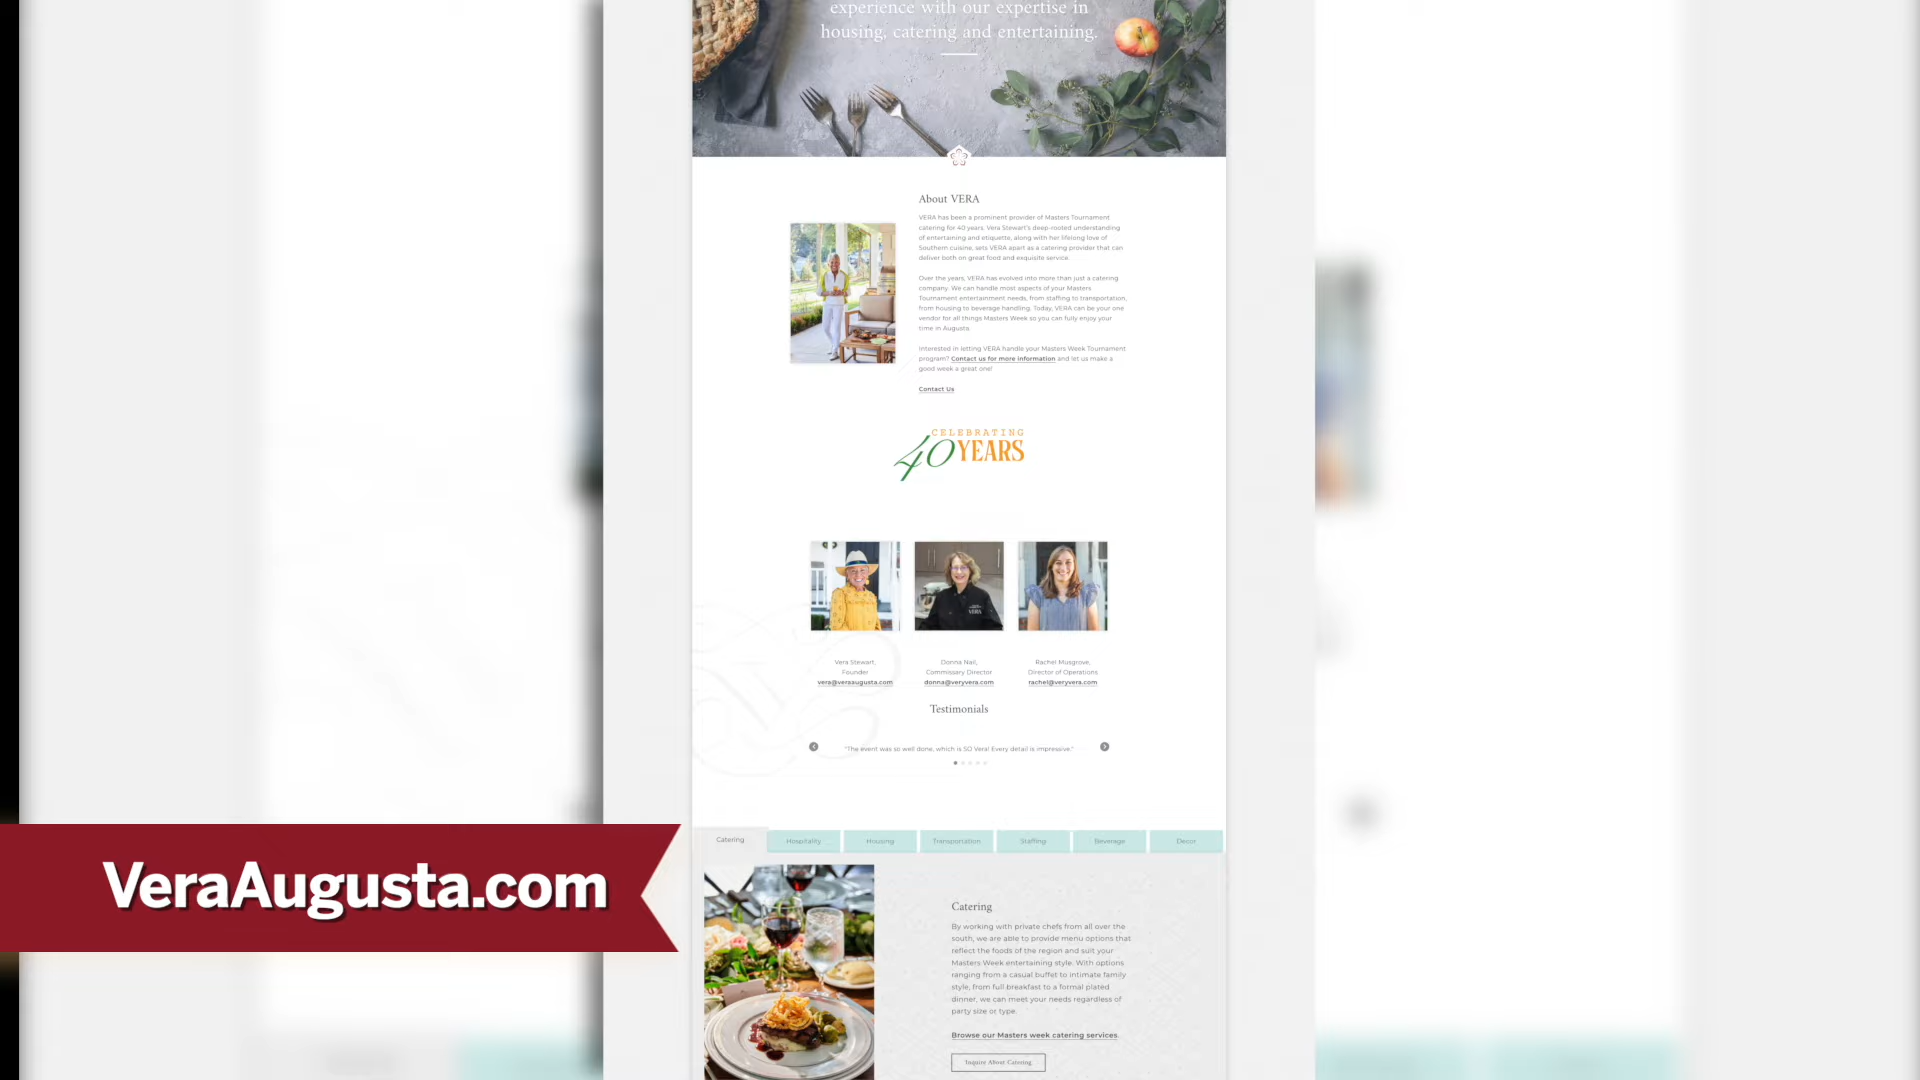 experience with our expertise in
housing, catering and entertaining.
About VERA
VERA has been a prominent provider of Masters Tournament
catering for 40 years. Vera Stewart's deep-rooted understanding
of entertaining and etiquette, along with her lifelong love of
Southern cuisine, sets VERA apart as a catering provider that can
deliver both on great food and exquisite service.
Over the years, VERA has evolved into more than just a catering
company. We can handle most aspects of your Masters
Tournament entertainment needs, from staffing to transportation,
from housing to beverage handling. Today, VERA can be your one
vendor for all things Masters Week so you can fully enjoy your
time in Augusta.
Interested in letting VERA handle your Masters Week Tournament
program? Contact us for more information and let us make a
good week a great one!
Contact Us
CELEBRATING
40 YEARS
VERA
Vera Stewart,
Founder
vera@veraaugusta.com
Donna Nail,
Commissary Director
donna@veryvera.com
Rachel Musgrove,
Director of Operations
rachel@veryvera.com
Testimonials
"The event was so well done, which is SO Vera! Every detail is impressive."
Catering
Hospitality
Housing
Transportation
Staffing
Beverage
Decor
VeraAugusta.com
Catering
By working with private chefs from all over the
south, we are able to provide menu options that
reflect the foods of the region and suit your
Masters Week entertaining style. With options
ranging from a casual buffet to intimate family
style, from full breakfast to a formal plated
dinner, we can meet your needs regardless of
party size or type.
Browse our Masters week catering services.
Inquire About Catering